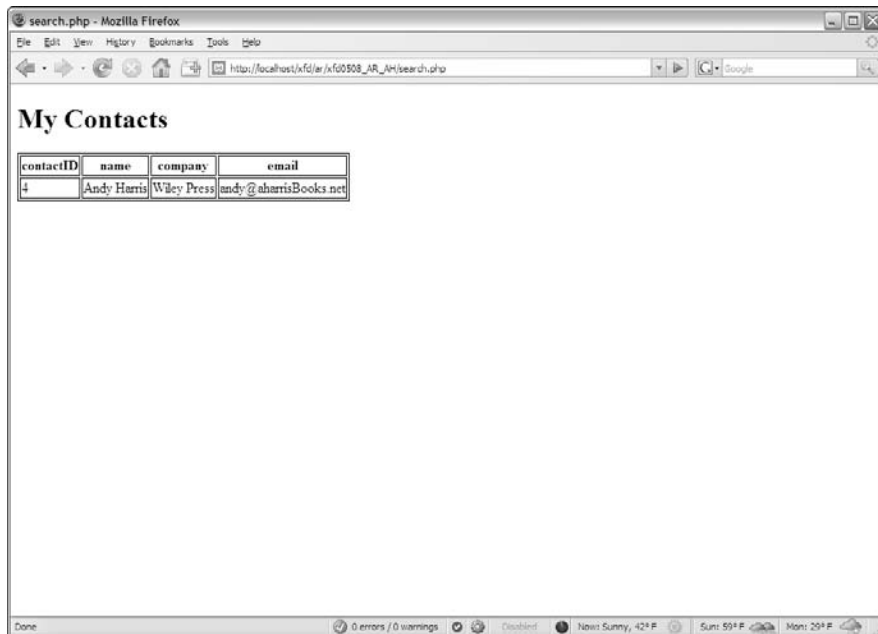 search.php - Mozilla Firefox
File Edit View History Bookmarks Tools Help
http://localhost/xfd/ar/xfd0508_AR_AH/search.php
Google
My Contacts
contactID name company email
4 Andy Harris Wiley Press andy@aharrisBooks.net
Done 0 errors / 0 warnings Disabled Now: Sunny, 42° F Sun: 59° F Mon: 29° F